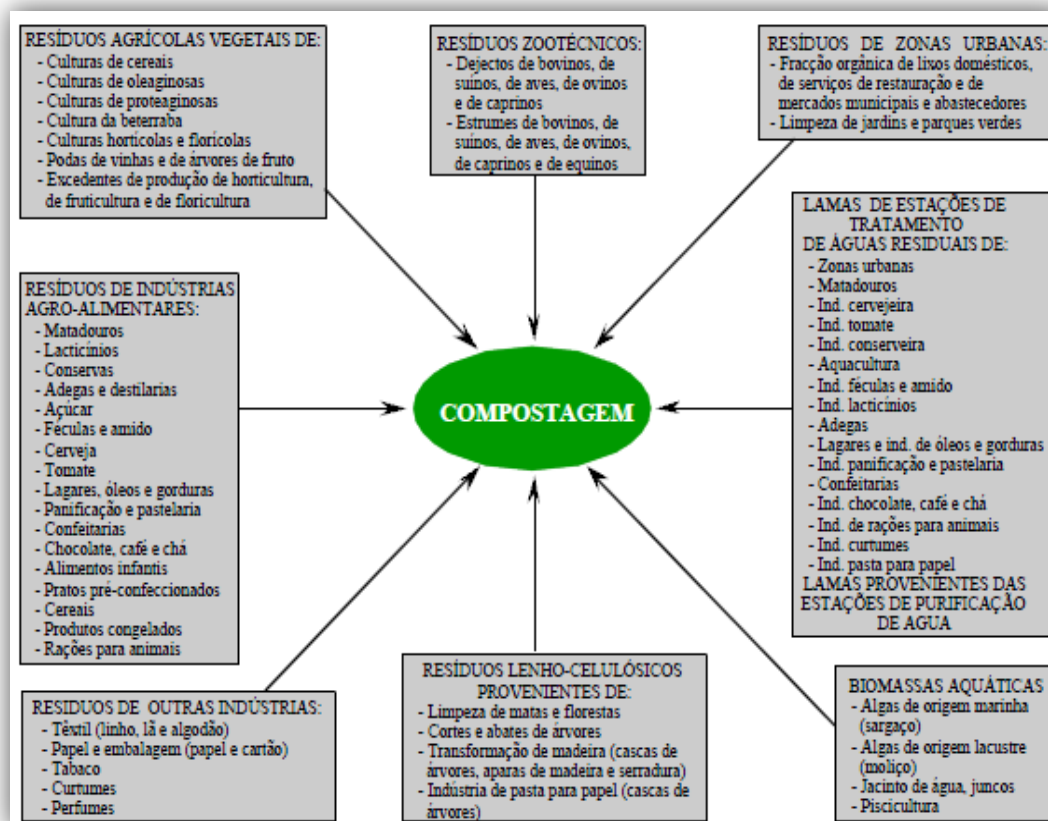 RESÍDUOS AGRÍCOLAS VEGETAIS DE:
- Culturas de cereais
- Culturas de oleaginosas
- Culturas de proteaginosas
- Cultura da beterraba
- Culturas hortícolas e florícolas
- Podas de vinhas e de árvores de fruto
- Excedentes de produção de horticultura,
de fruticultura e de floricultura
RESÍDUOS ZOOTÉCNICOS:
- Dejectos de bovinos, de
suínos, de aves, de ovinos
e de caprinos
- Estrumes de bovinos, de
suínos, de aves, de ovinos,
de caprinos e de equinos
RESÍDUOS DE ZONAS URBANAS:
- Fracção orgânica de lixos domésticos,
de serviços de restauração e de
mercados municipais e abastecedores
- Limpeza de jardins e parques verdes
RESÍDUOS DE INDÚSTRIAS
AGRO-ALIMENTARES:
- Matadouros
- Lacticínios
- Conservas
- Adegas e destilarias
- Açúcar
- Féculas e amido
- Cerveja
- Tomate
- Lagares, óleos e gorduras
- Panificação e pastelaria
- Confeitarias
- Chocolate, café e chá
- Alimentos infantis
- Pratos pré-confeccionados
- Cereais
- Produtos congelados
- Rações para animais
COMPOSTAGEM
LAMAS DE ESTAÇÕES DE
TRATAMENTO
DE ÁGUAS RESIDUAIS DE:
- Zonas urbanas
- Matadouros
- Ind. cervejeira
- Ind. tomate
- Ind. conserveira
- Aquacultura
- Ind. féculas e amido
- Ind. lacticínios
- Adegas
- Lagares e ind. de óleos e gorduras
- Ind. panificação e pastelaria
- Confeitarias
- Ind. chocolate, café e chá
- Ind. de rações para animais
- Ind. curtumes
- Ind. pasta para papel
LAMAS PROVENIENTES DAS
ESTAÇÕES DE PURIFICAÇÃO
DE AGUA
RESIDUOS DE OUTRAS INDÚSTRIAS:
- Têxtil (linho, lã e algodão)
- Papel e embalagem (papel e cartão)
- Tabaco
- Curtumes
- Perfumes
RESÍDUOS LENHO-CELULÓSICOS
PROVENIENTES DE:
- Limpeza de matas e florestas
- Cortes e abates de árvores
- Transformação de madeira (cascas de
árvores, aparas de madeira e serradura)
- Indústria de pasta para papel (cascas de
árvores)
BIOMASSAS AQUÁTICAS
- Algas de origem marinha
(sargaço)
- Algas de origem lacustre
(moliço)
- Jacinto de água, juncos
- Piscicultura